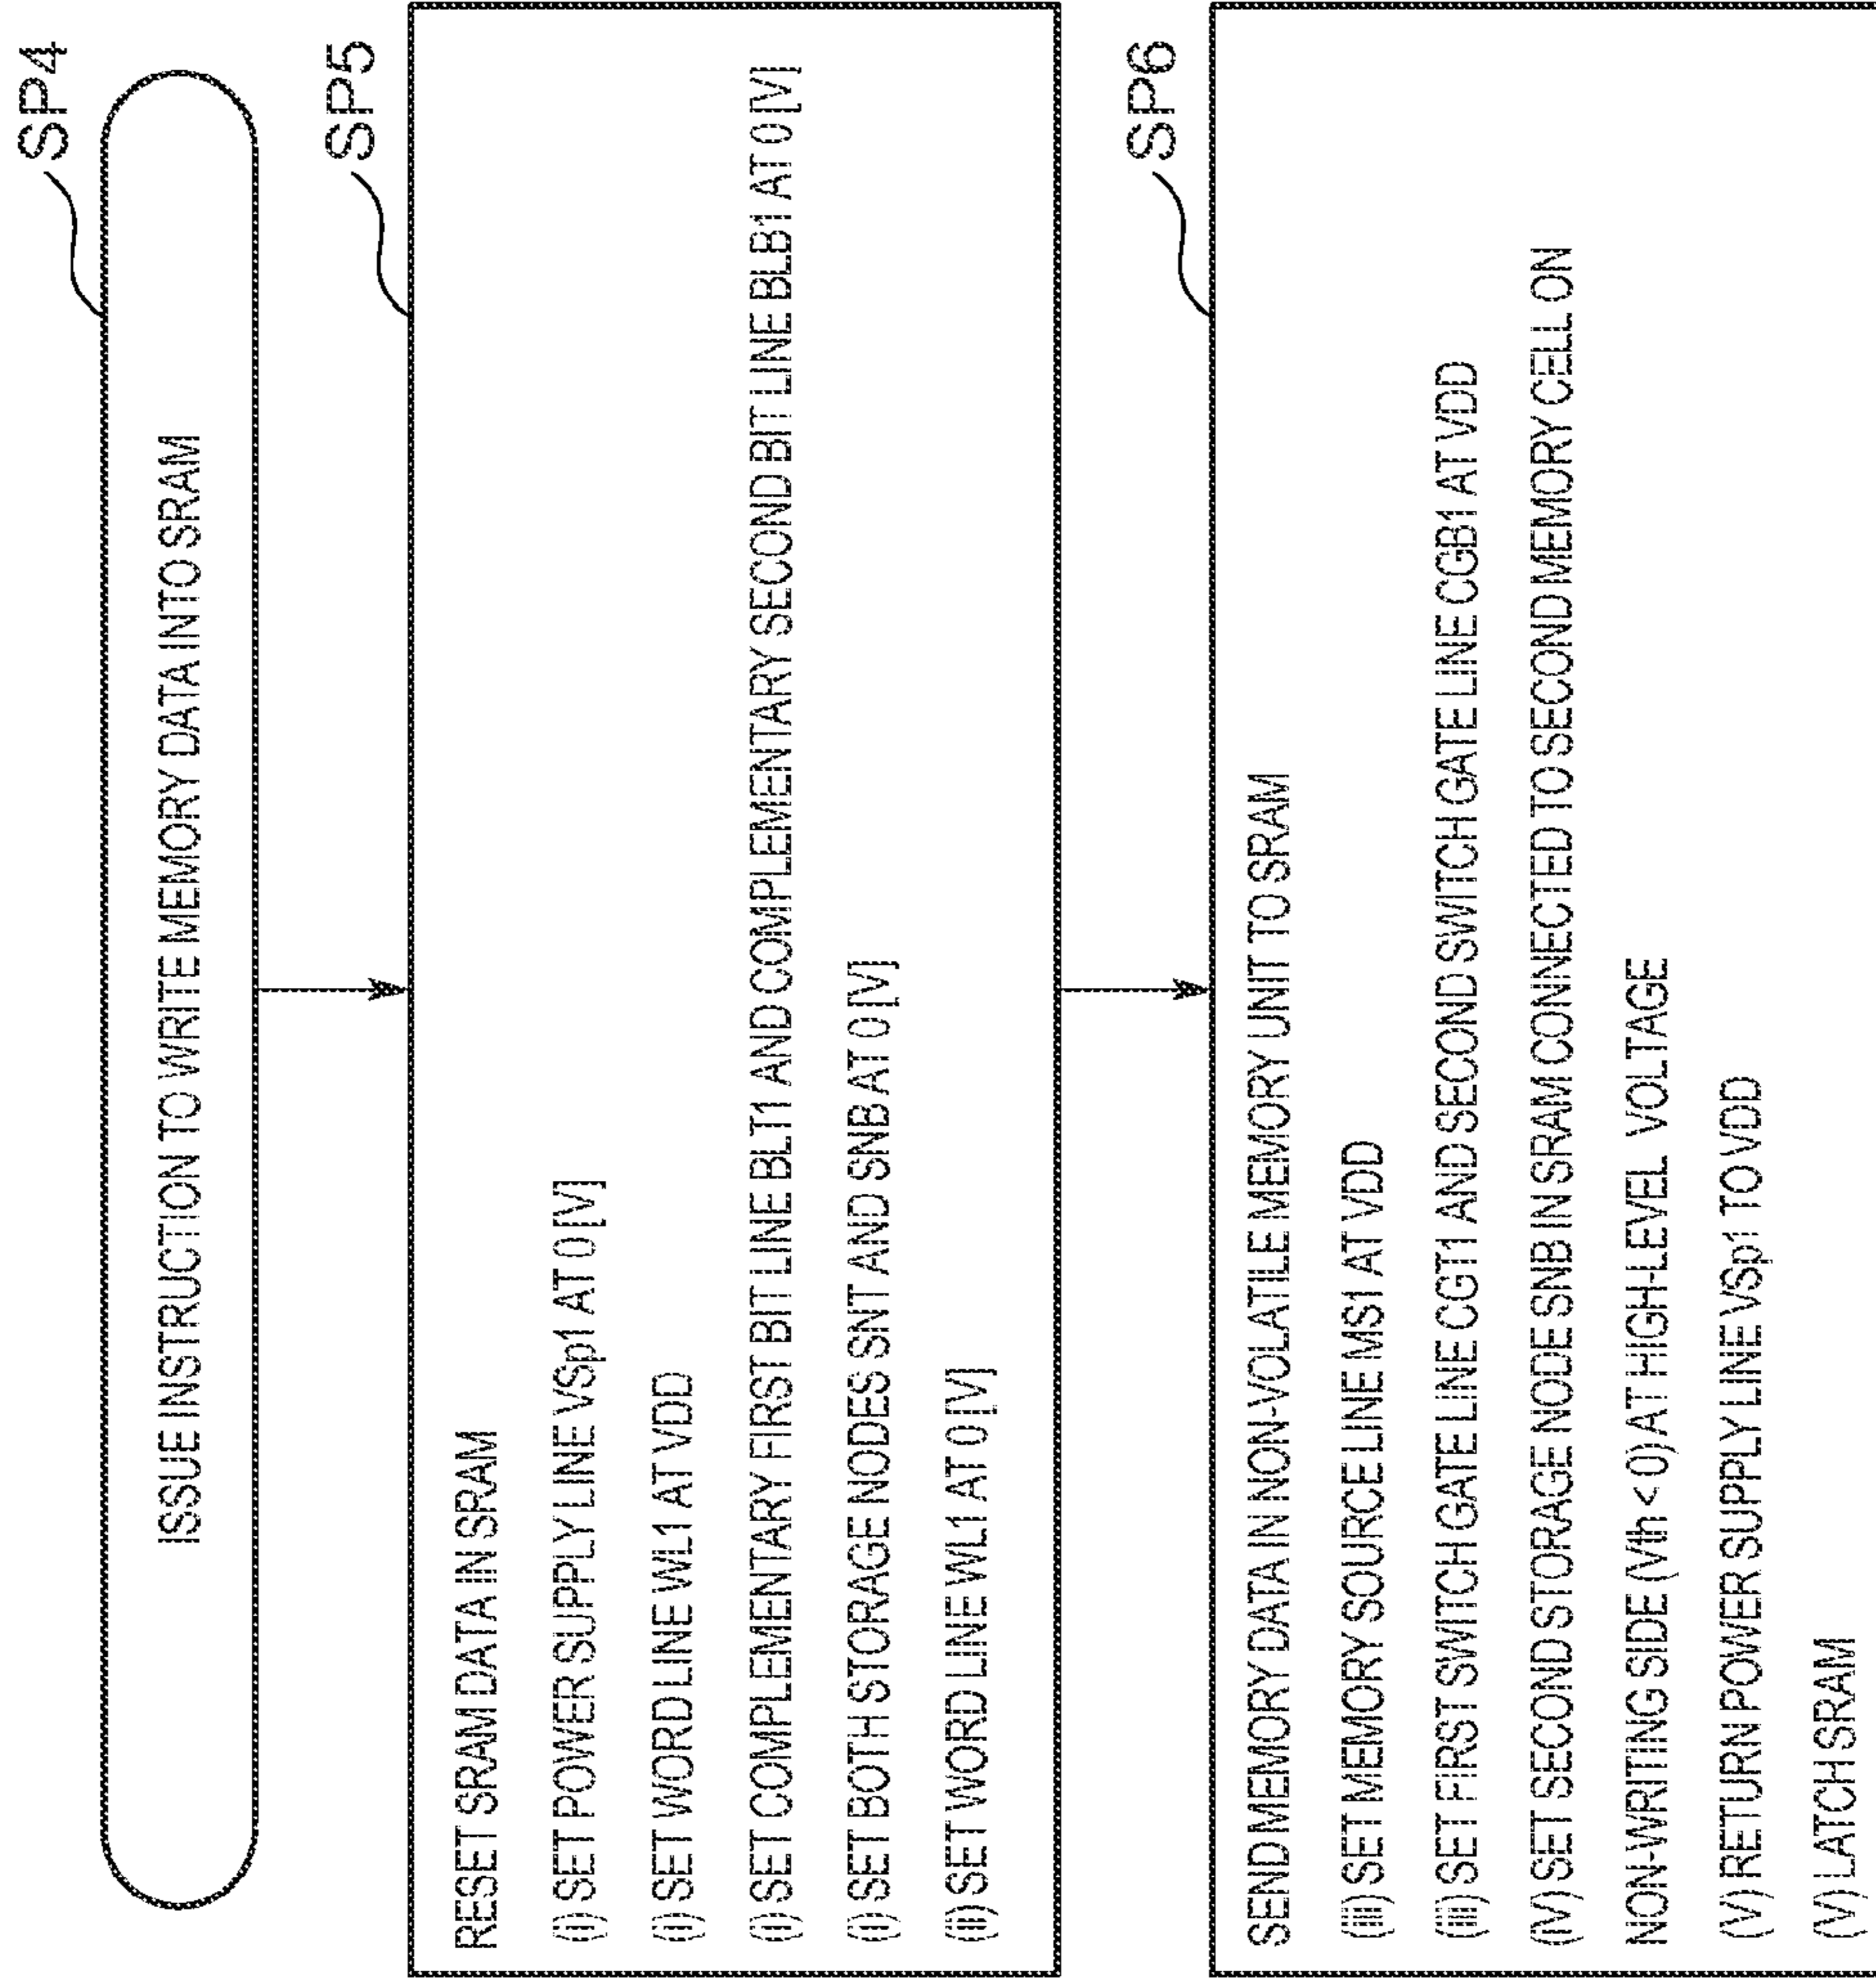 SP4
ISSUE INSTRUCTION TO WRITE MEMORY DATA INTO SRAM
SP5
RESET SRAM DATA IN SRAM
(I) SET POWER SUPPLY LINE VSp1 AT 0 [V]
(I) SET WORD LINE WL1 AT VDD
(I) SET COMPLEMENTARY FIRST BIT LINE BLT1 AND COMPLEMENTARY SECOND BIT LINE BLB1 AT 0 [V]
(I) SET BOTH STORAGE NODES SNT AND SNB AT 0 [V]
(II) SET WORD LINE WL1 AT 0 [V]
SP6
SEND MEMORY DATA IN NON-VOLATILE MEMORY UNIT TO SRAM
(III) SET MEMORY SOURCE LINE MS1 AT VDD
(III) SET FIRST SWITCH GATE LINE CGT1 AND SECOND SWITCH GATE LINE CGB1 AT VDD
(IV) SET SECOND STORAGE NODE SNB IN SRAM CONNECTED TO SECOND MEMORY CELL ON
NON-WRITING SIDE (Vth < 0) AT HIGH-LEVEL VOLTAGE
(V) RETURN POWER SUPPLY LINE VSp1 TO VDD
(V) LATCH SRAM